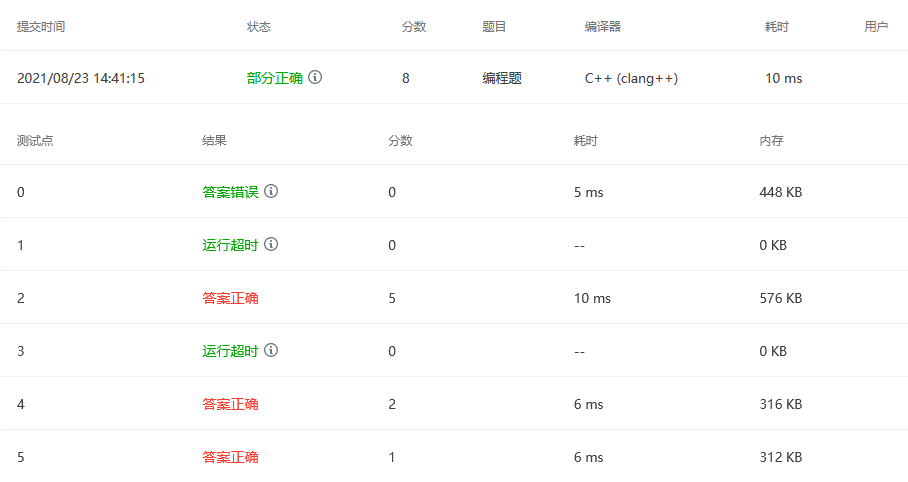 提交时间 状态 分数 题目 编译器 耗时 用户
2021/08/23 14:41:15 部分正确 8 编程题 C++ (clang++) 10 ms
测试点 结果 分数 耗时 内存
0 答案错误 0 5 ms 448 KB
1 运行超时 0 -- 0 KB
2 答案正确 5 10 ms 576 KB
3 运行超时 0 -- 0 KB
4 答案正确 2 6 ms 316 KB
5 答案正确 1 6 ms 312 KB